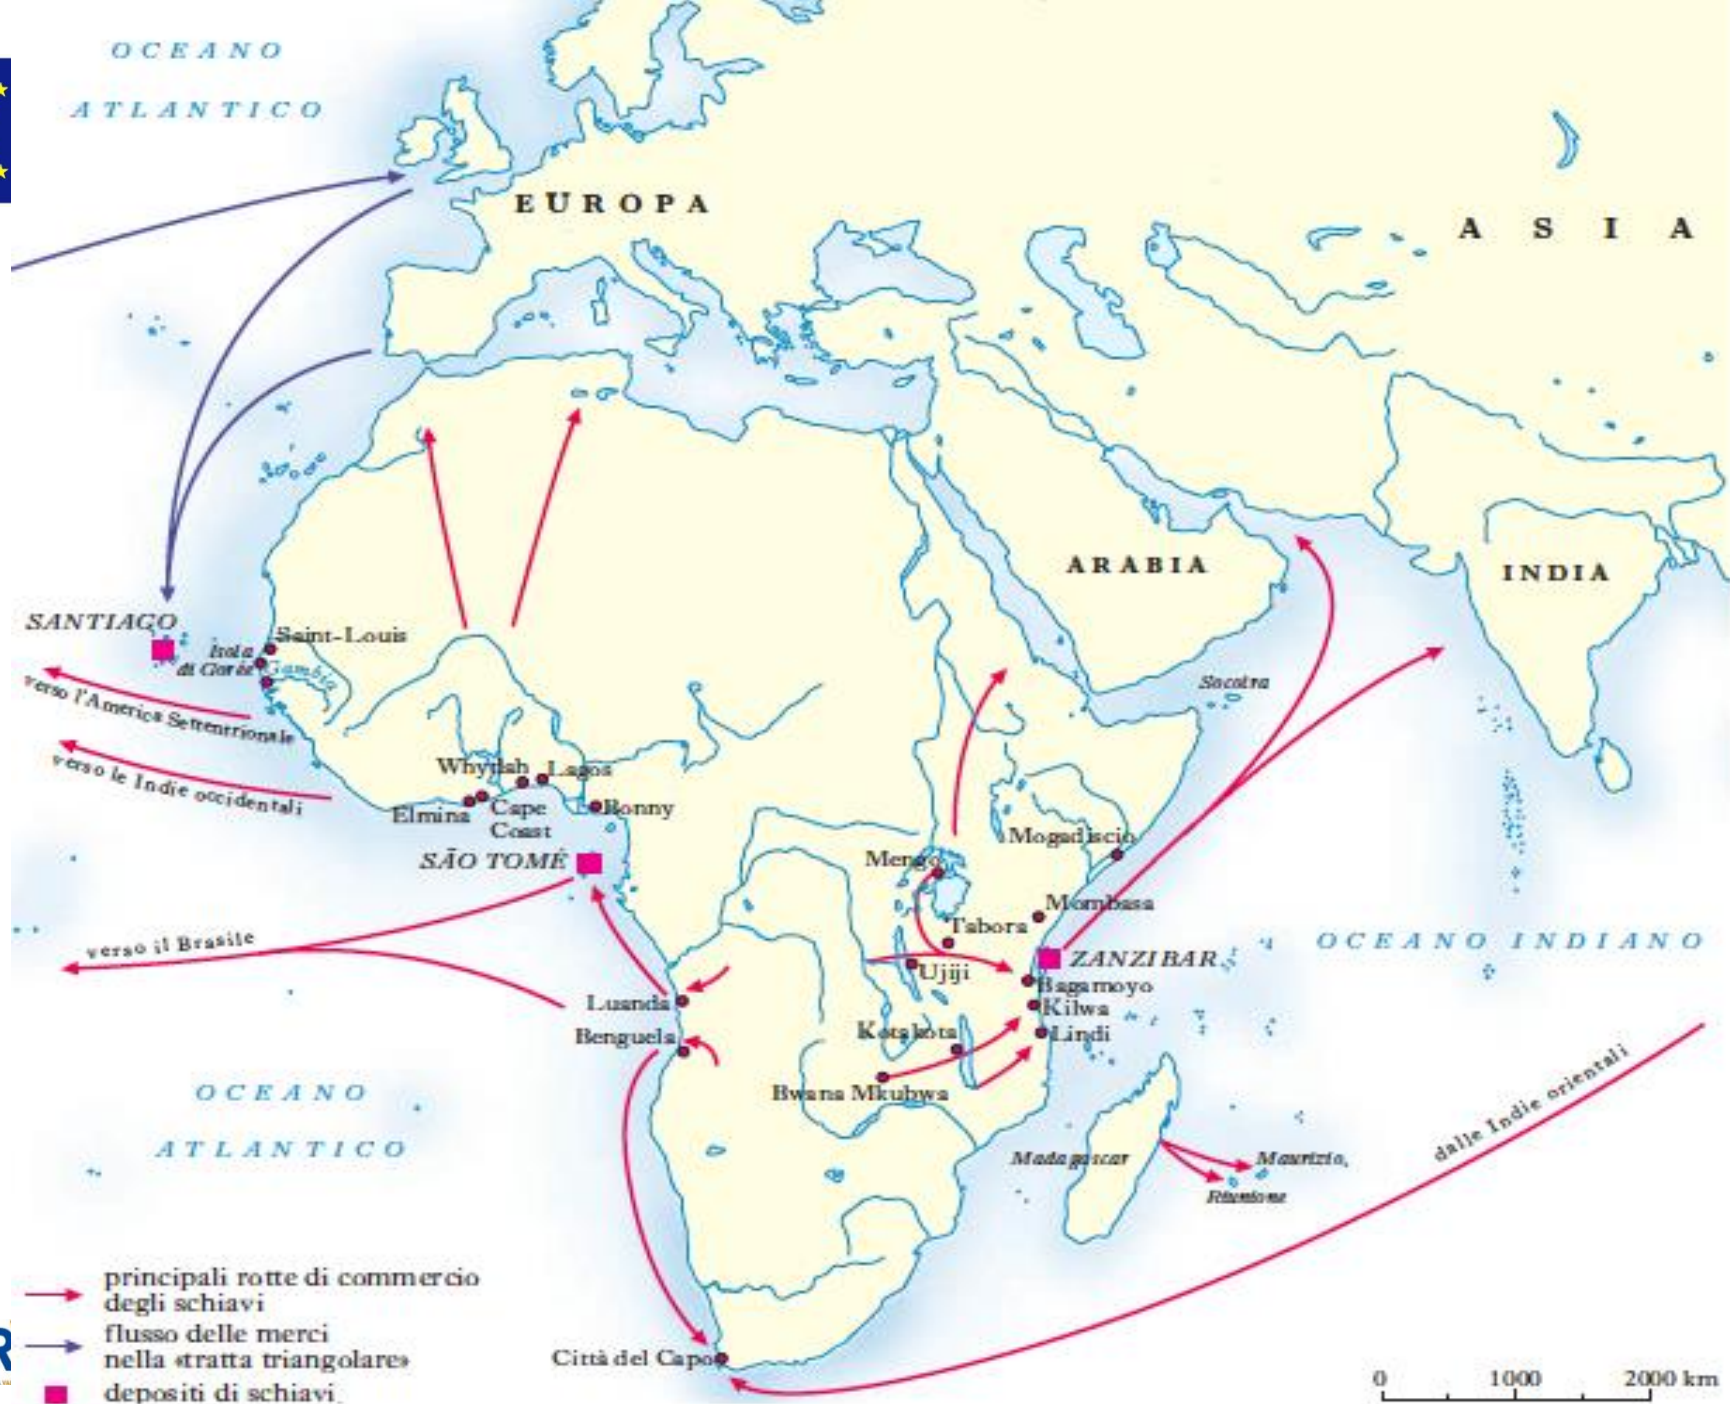 OCEANO
ATLANTICO
EUROPA
ASIA
ARABIA
INDIA
SANTIAGO
Saint-Louis
Isola
di Gorée
Gambia
verso l'America Settentrionale
verso le Indie occidentali
Socotra
Whydah
Lagos
Elmina
Cape
Coast
Bonny
SÃO TOMÉ
Mogadiscio
Mengo
Mombasa
Tabora
verso il Brasile
OCEANO INDIANO
ZANZIBAR
Ujiji
Bagamoyo
Luanda
Kilwa
Benguela
Kotakota
Lindi
OCEANO
ATLANTICO
Bwana Mkubwa
dalle Indie orientali
Madagascar
Maurizio
Riunione
principali rotte di commercio
degli schiavi
flusso delle merci
nella «tratta triangolare»
depositi di schiavi
Città del Capo
0 1000 2000 km
R